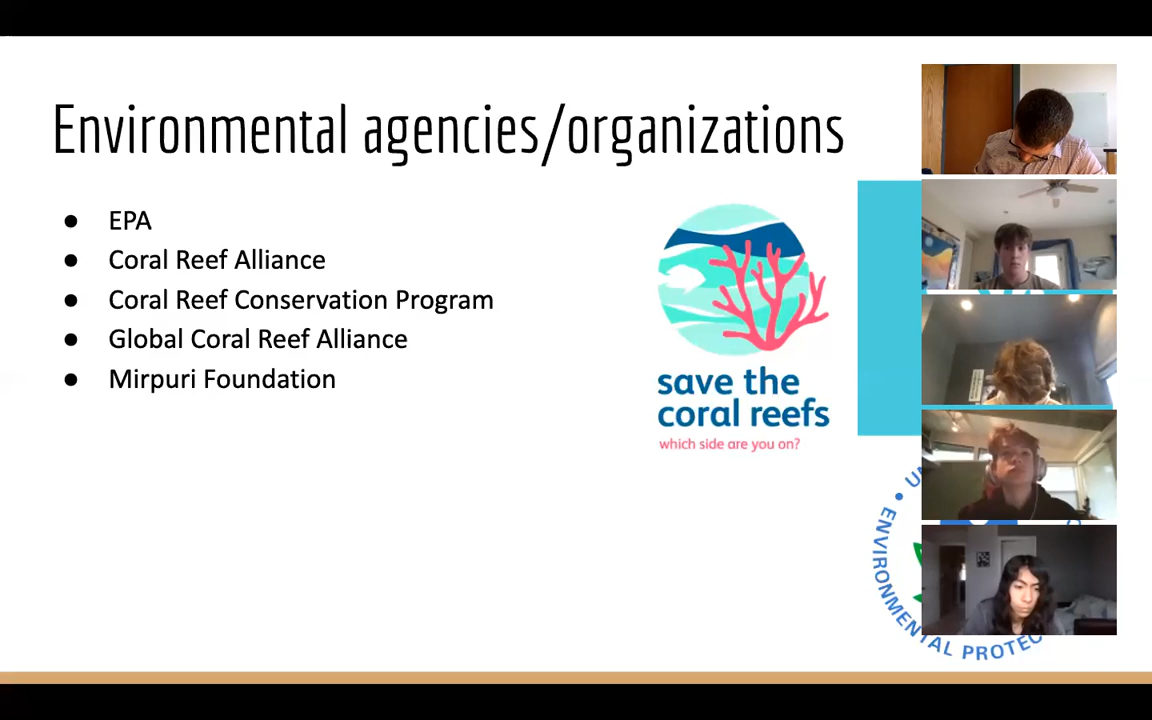 Environmental agencies/organizations
● EPA
● Coral Reef Alliance
● Coral Reef Conservation Program
● Global Coral Reef Alliance
● Mirpuri Foundation
save the
coral reefs
which side are you on?
ENVIRONMENTAL